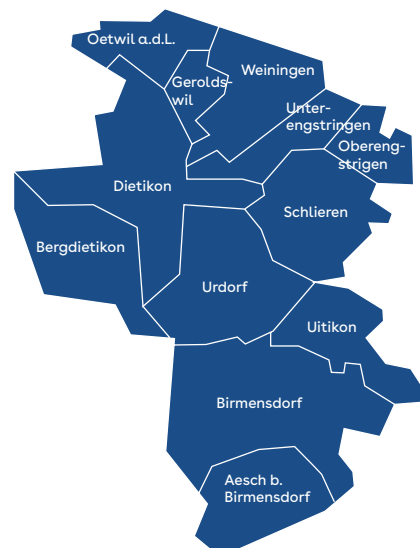 Oetwil a.d.L.
Weiningen
Gerolds-
wil
Unter-
engstringen
Obereng-
strigen
Dietikon
Schlieren
Bergdietikon
Urdorf
Uitikon
Birmensdorf
Aesch b.
Birmensdorf